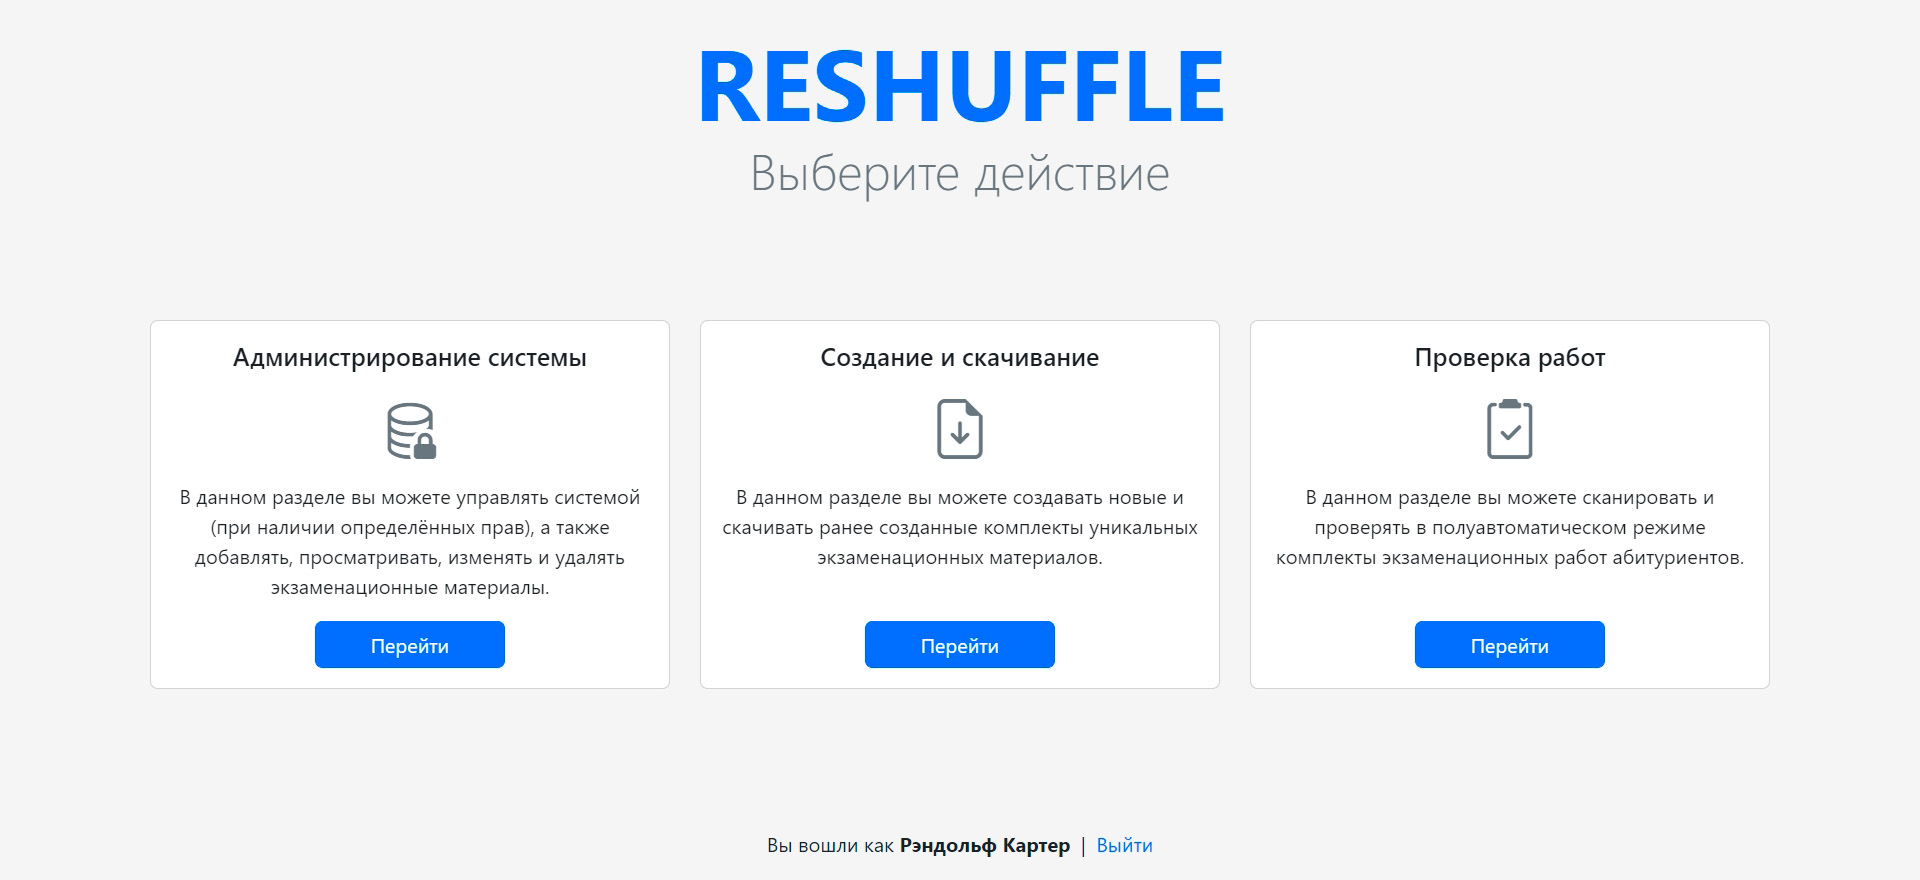 RESHUFFLE
Выберите действие
Администрирование системы
В данном разделе вы можете управлять системой
(при наличии определённых прав), а также
добавлять, просматривать, изменять и удалять
экзаменационные материалы.
Перейти
Создание и скачивание
В данном разделе вы можете создавать новые и
скачивать ранее созданные комплекты уникальных
экзаменационных материалов.
Перейти
Проверка работ
В данном разделе вы можете сканировать и
проверять в полуавтоматическом режиме
комплекты экзаменационных работ абитуриентов.
Перейти
Вы вошли как Рэндольф Картер | Выйти